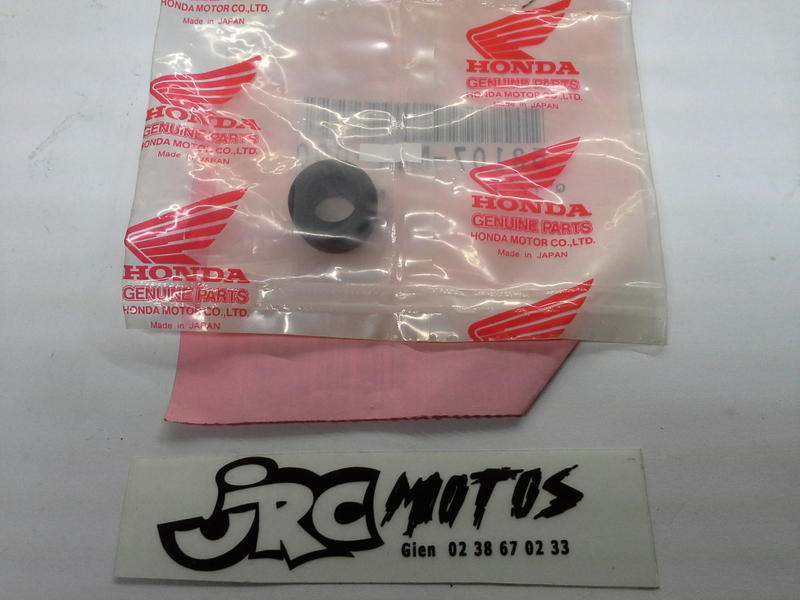 HONDA MOTOR CO.,LTD.
Made in JAPAN
HONDA
GENUINE PARTS
HONDA MOTOR CO.,LTD.
Made in JAPAN
HONDA
GENUINE PARTS
HONDA MOTOR CO.,LTD.
Made in JAPAN
HONDA
GENUINE PARTS
HONDA MOTOR CO.,LTD.
Made in JAPAN
HONDA
GENUINE PARTS
HONDA MOTOR CO.,LTD.
Made in JAPAN
JRC MOTOS
Gien 02 38 67 02 33